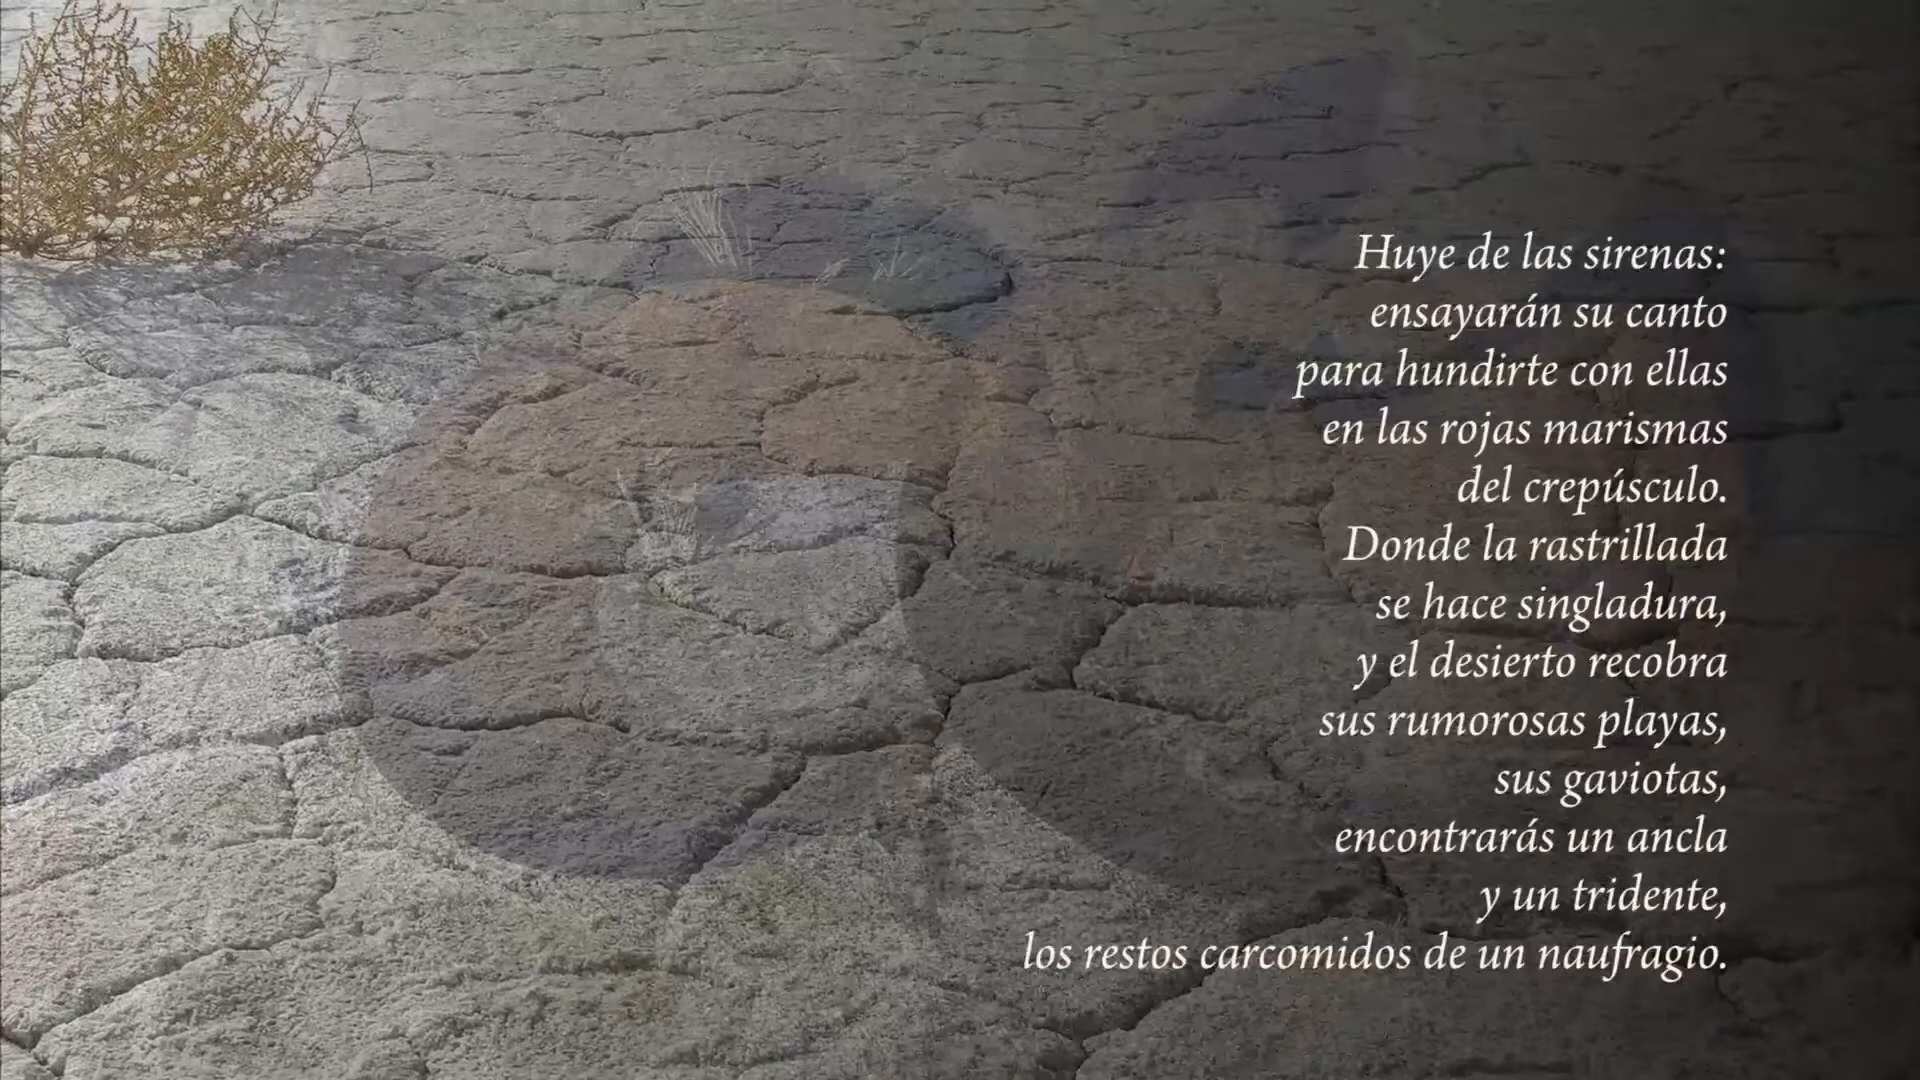 Huye de las sirenas:
ensayarán su canto
para hundirte con ellas
en las rojas marismas
del crepúsculo.
Donde la rastrillada
se hace singladura,
y el desierto recobra
sus rumorosas playas,
sus gaviotas,
encontrarás un ancla
y un tridente,
los restos carcomidos de un naufragio.